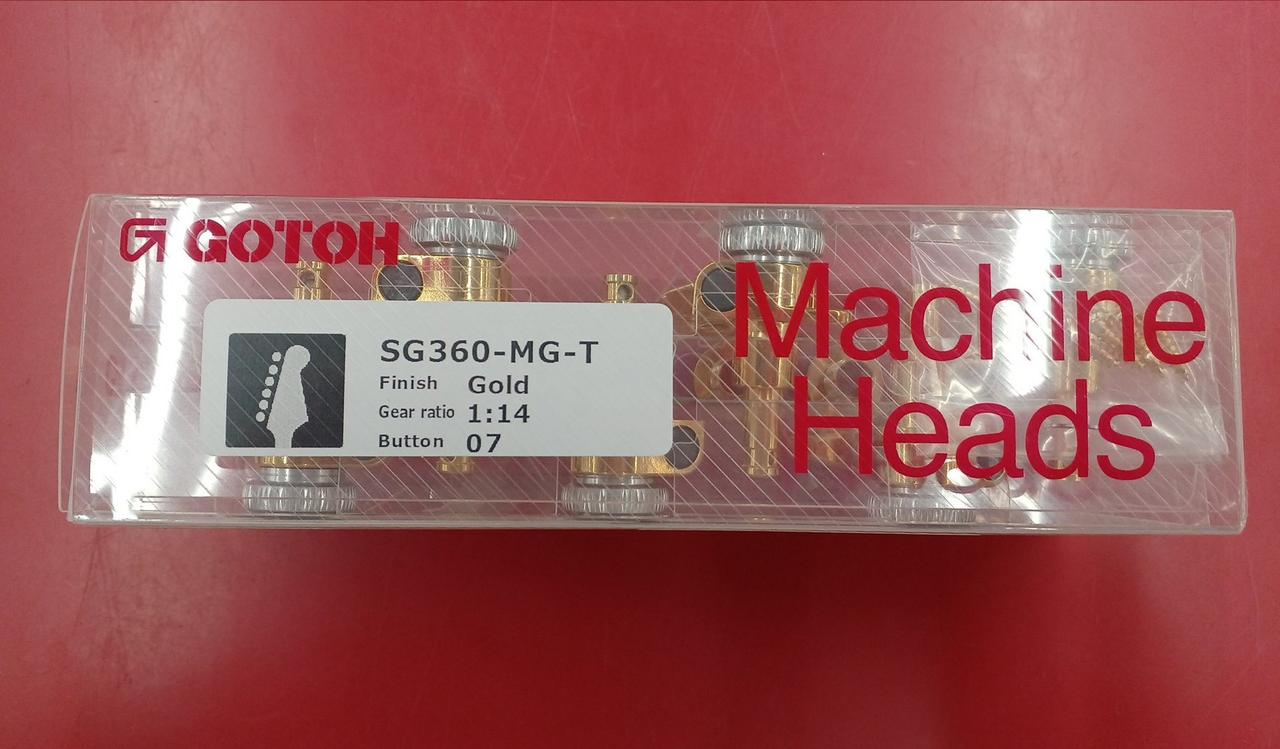 GOTOH
SG360-MG-T
Finish Gold
Gear ratio 1:14
Button 07
Machine
Heads